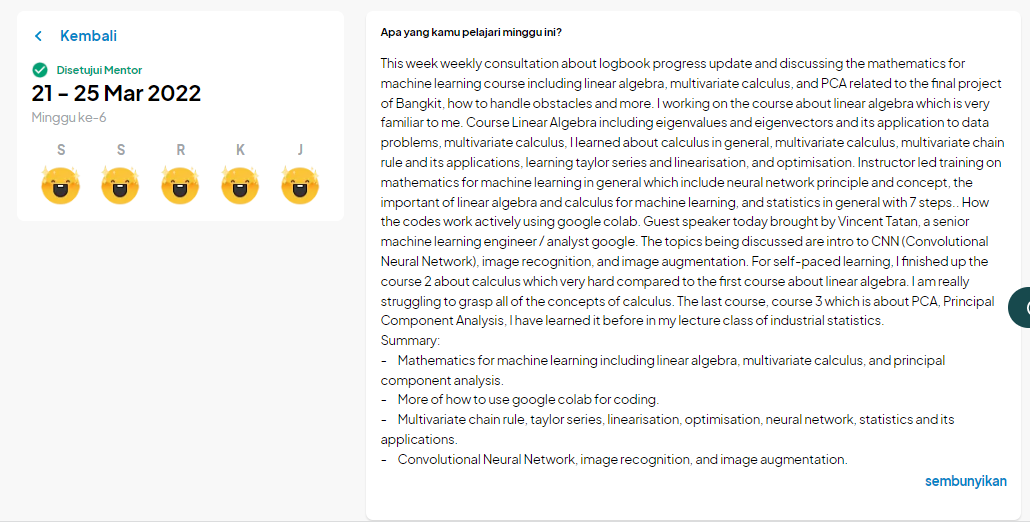 Kembali
Disetujui Mentor
21 - 25 Mar 2022
Minggu ke-6
S S R K J
Apa yang kamu pelajari minggu ini?
This week weekly consultation about logbook progress update and discussing the mathematics for
machine learning course including linear algebra, multivariate calculus, and PCA related to the final project
of Bangkit, how to handle obstacles and more. I working on the course about linear algebra which is very
familiar to me. Course Linear Algebra including eigenvalues and eigenvectors and its application to data
problems, multivariate calculus, I learned about calculus in general, multivariate calculus, multivariate chain
rule and its applications, learning taylor series and linearisation, and optimisation. Instructor led training on
mathematics for machine learning in general which include neural network principle and concept, the
important of linear algebra and calculus for machine learning, and statistics in general with 7 steps.. How
the codes work actively using google colab. Guest speaker today brought by Vincent Tatan, a senior
machine learning engineer / analyst google. The topics being discussed are intro to CNN (Convolutional
Neural Network), image recognition, and image augmentation. For self-paced learning, I finished up the
course 2 about calculus which very hard compared to the first course about linear algebra. I am really
struggling to grasp all of the concepts of calculus. The last course, course 3 which is about PCA, Principal
Component Analysis, I have learned it before in my lecture class of industrial statistics.
Summary:
- Mathematics for machine learning including linear algebra, multivariate calculus, and principal
component analysis.
- More of how to use google colab for coding.
- Multivariate chain rule, taylor series, linearisation, optimisation, neural network, statistics and its
applications.
- Convolutional Neural Network, image recognition, and image augmentation.
sembunyikan